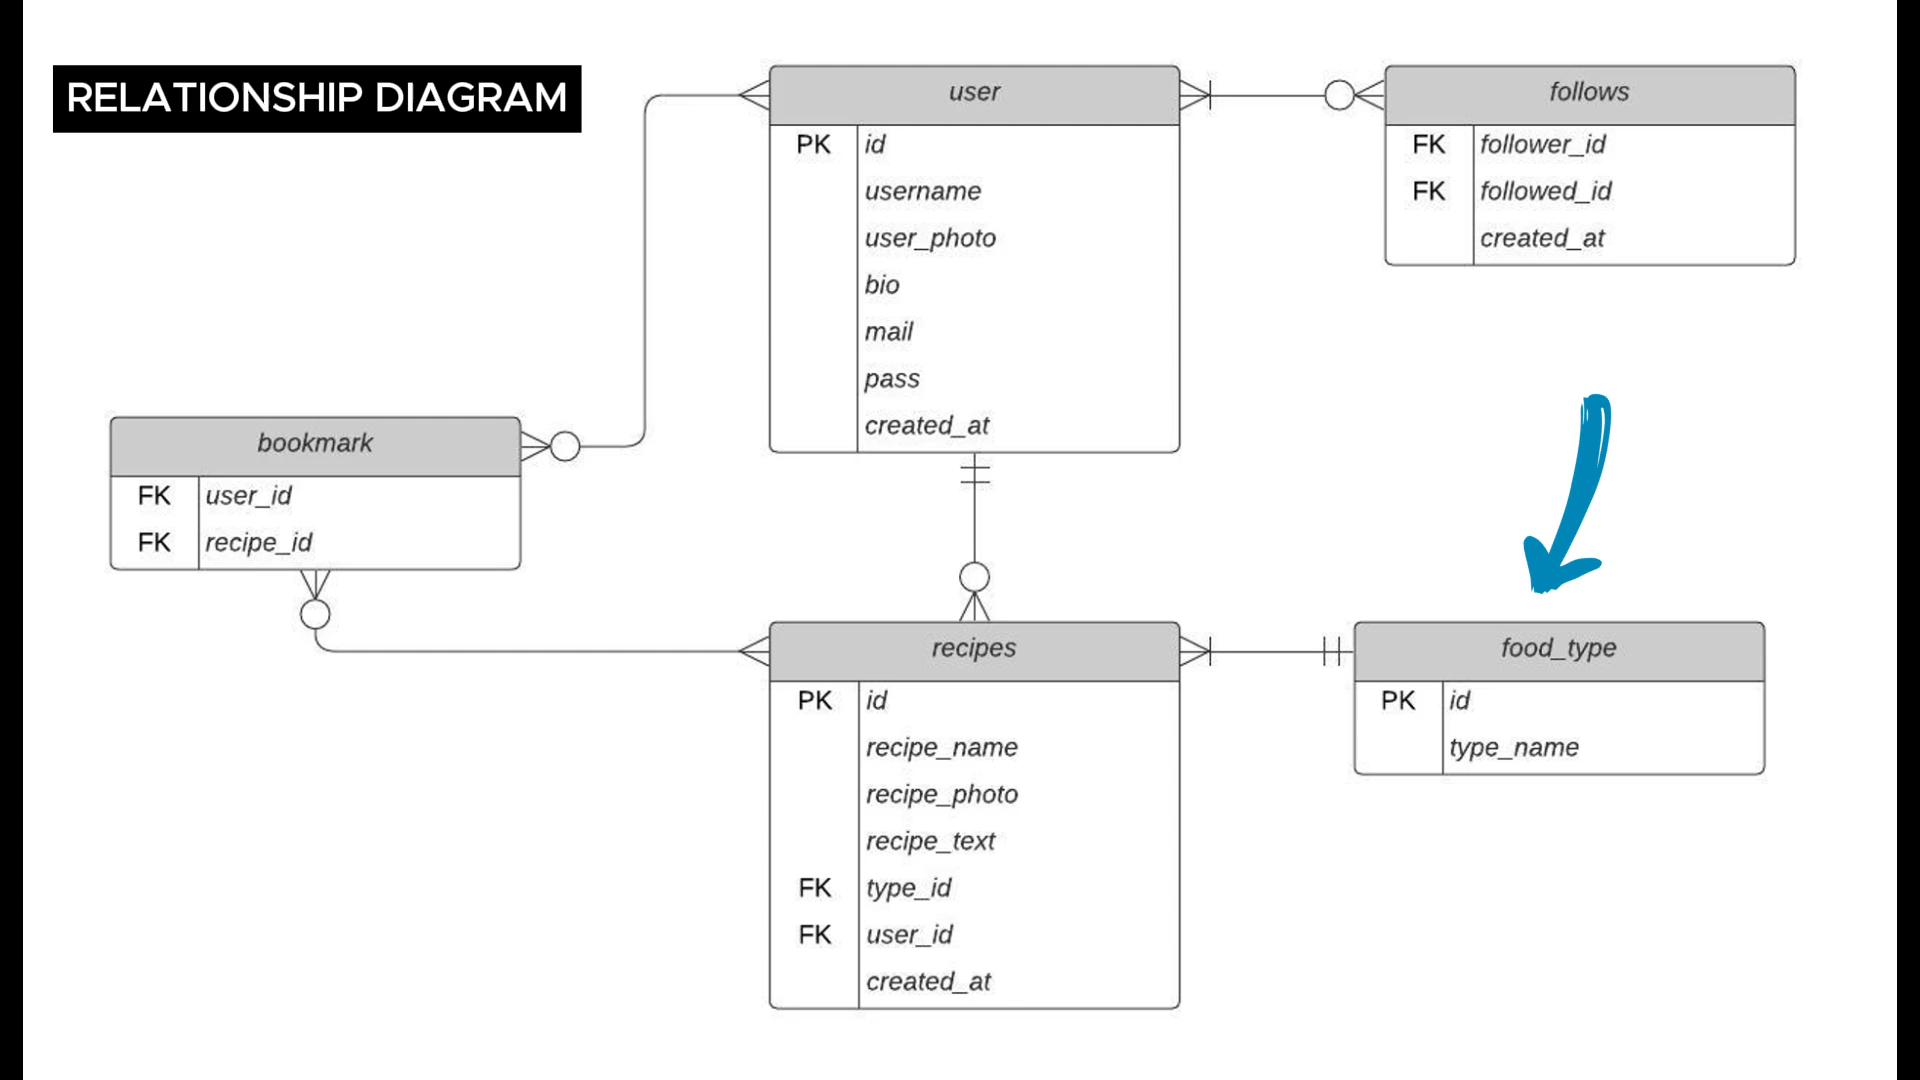 RELATIONSHIP DIAGRAM
user
PK id
username
user_photo
bio
mail
pass
created_at
follows
FK follower_id
FK followed_id
created_at
bookmark
FK user_id
FK recipe_id
recipes
PK id
recipe_name
recipe_photo
recipe_text
FK type_id
FK user_id
created_at
food_type
PK id
type_name